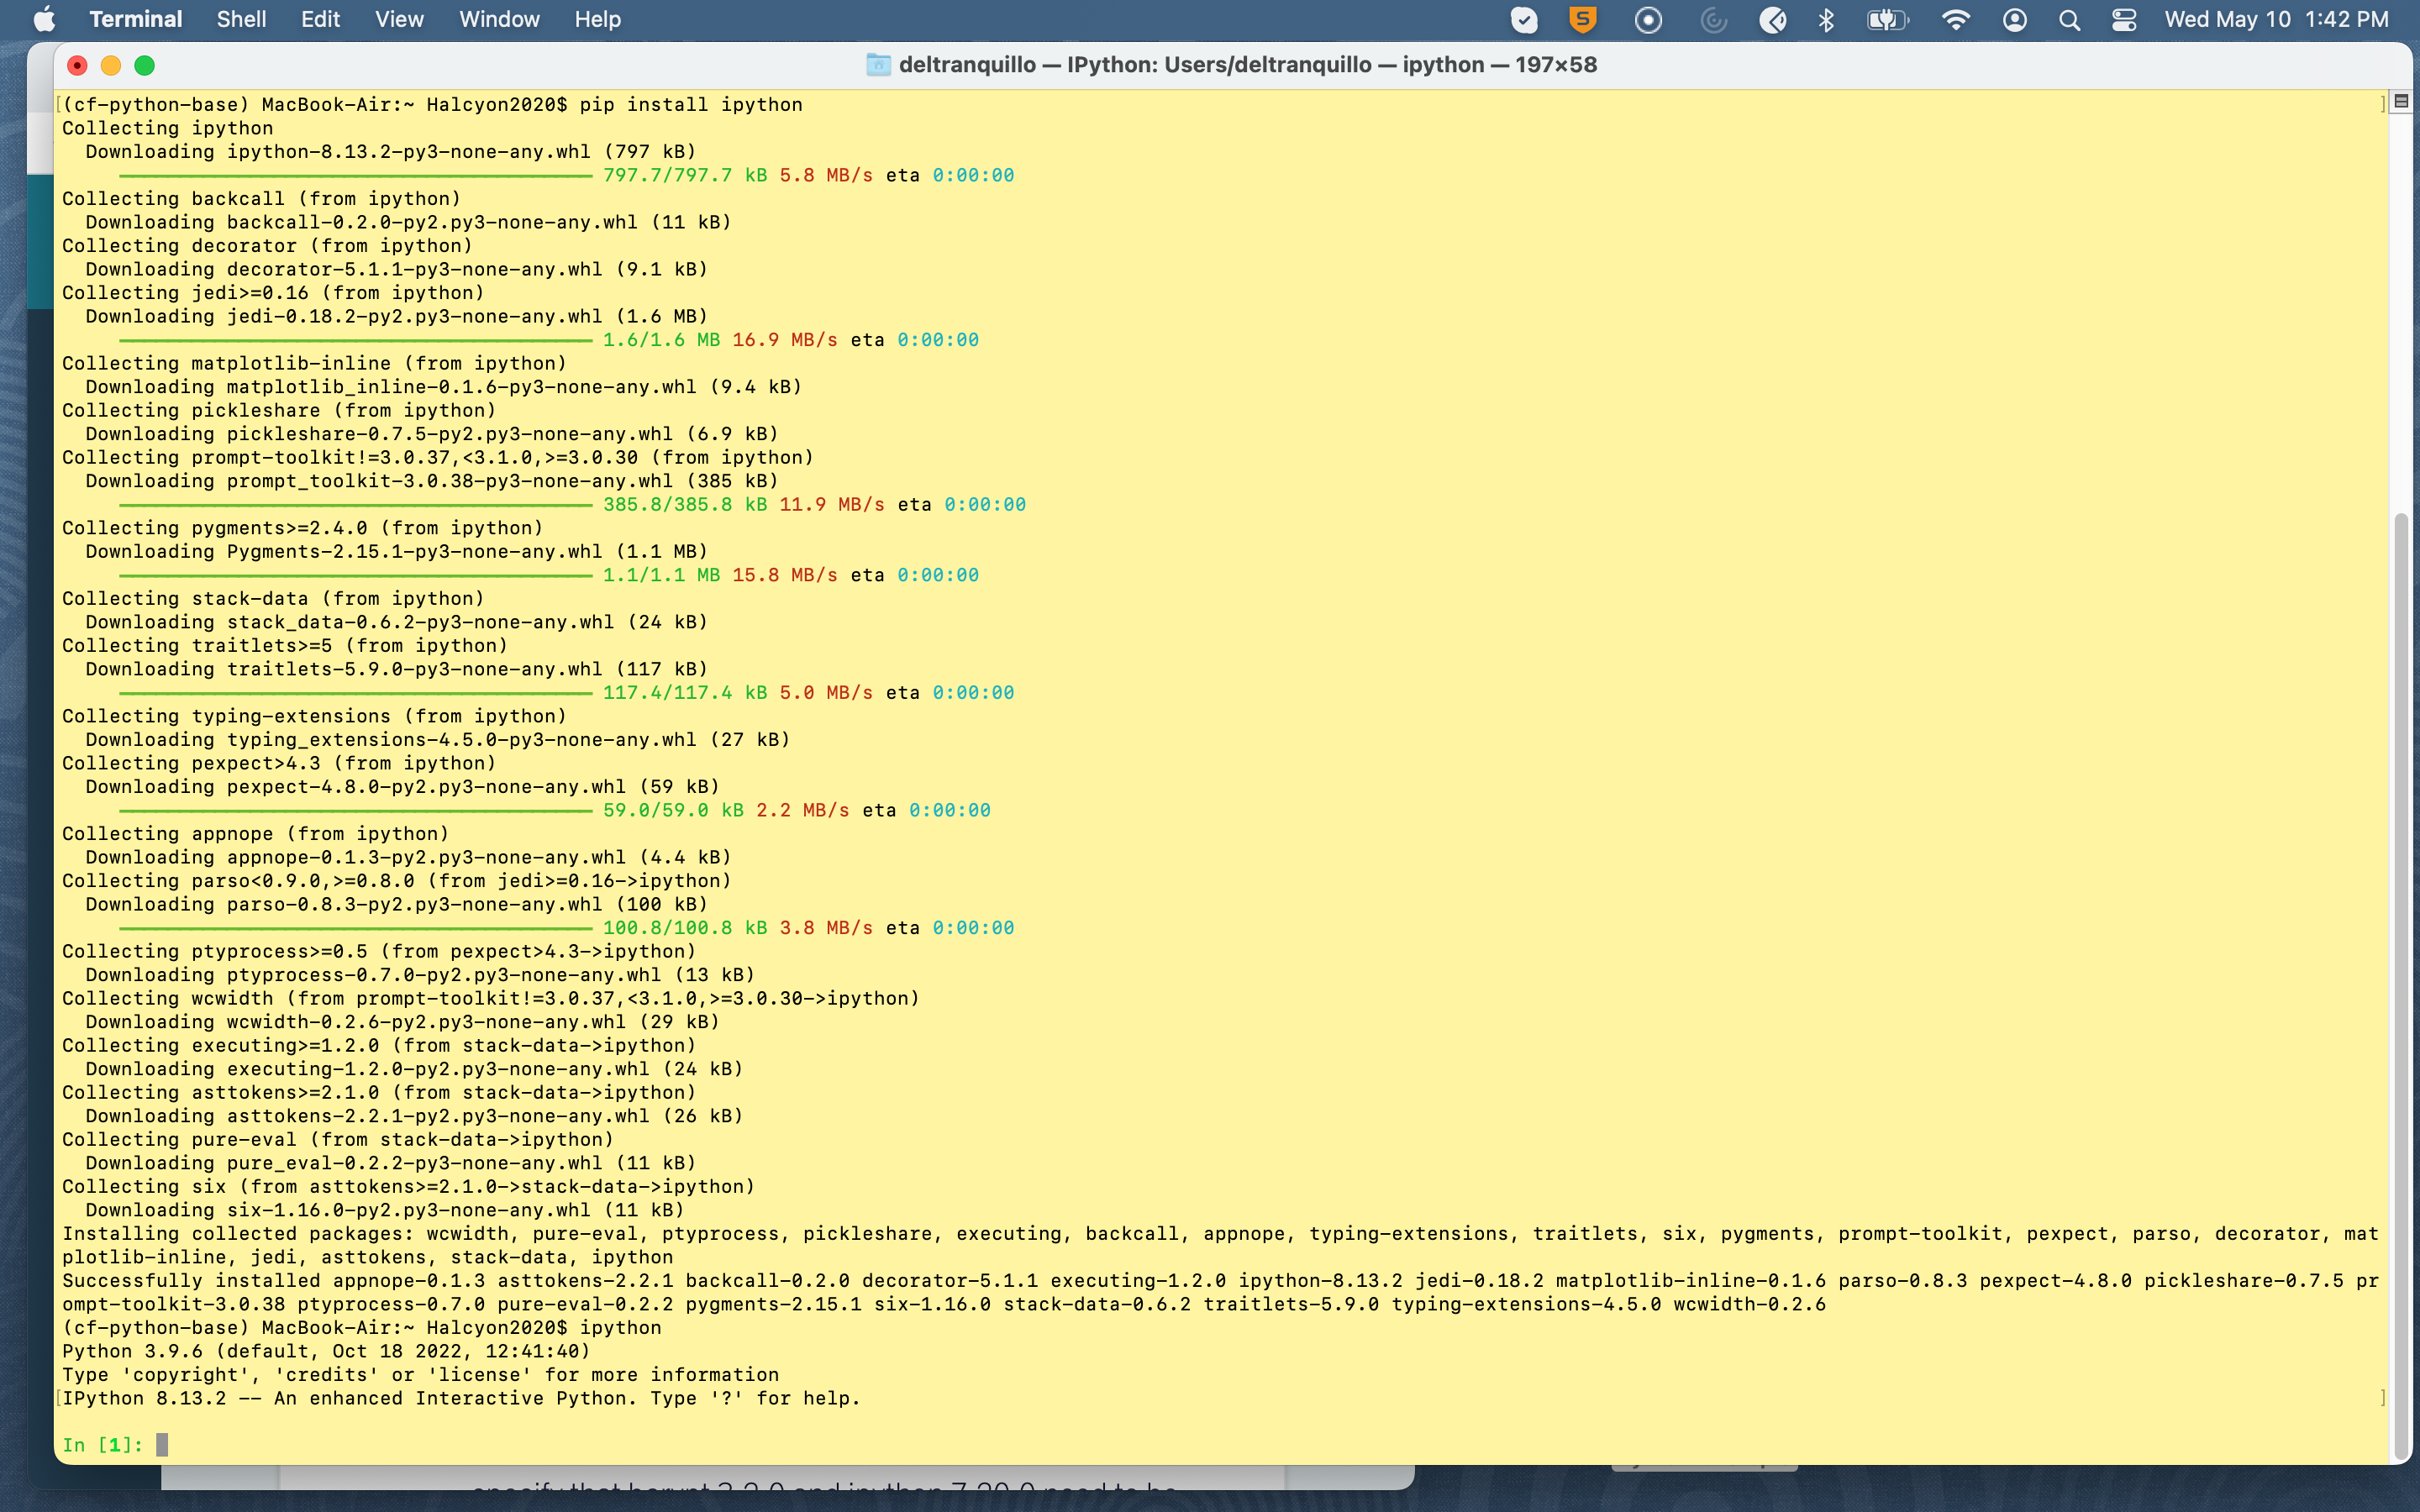 Terminal Shell Edit View Window Help Wed May 10 1:42 PM
deltranquillo — IPython: Users/deltranquillo — ipython — 197×58
(cf-python-base) MacBook-Air:~ Halcyon2020$ pip install ipython
Collecting ipython
  Downloading ipython-8.13.2-py3-none-any.whl (797 kB)
797.7/797.7 kB 5.8 MB/s eta 0:00:00
Collecting backcall (from ipython)
  Downloading backcall-0.2.0-py2.py3-none-any.whl (11 kB)
Collecting decorator (from ipython)
  Downloading decorator-5.1.1-py3-none-any.whl (9.1 kB)
Collecting jedi>=0.16 (from ipython)
  Downloading jedi-0.18.2-py2.py3-none-any.whl (1.6 MB)
1.6/1.6 MB 16.9 MB/s eta 0:00:00
Collecting matplotlib-inline (from ipython)
  Downloading matplotlib_inline-0.1.6-py3-none-any.whl (9.4 kB)
Collecting pickleshare (from ipython)
  Downloading pickleshare-0.7.5-py2.py3-none-any.whl (6.9 kB)
Collecting prompt-toolkit!=3.0.37,<3.1.0,>=3.0.30 (from ipython)
  Downloading prompt_toolkit-3.0.38-py3-none-any.whl (385 kB)
385.8/385.8 kB 11.9 MB/s eta 0:00:00
Collecting pygments>=2.4.0 (from ipython)
  Downloading Pygments-2.15.1-py3-none-any.whl (1.1 MB)
1.1/1.1 MB 15.8 MB/s eta 0:00:00
Collecting stack-data (from ipython)
  Downloading stack_data-0.6.2-py3-none-any.whl (24 kB)
Collecting traitlets>=5 (from ipython)
  Downloading traitlets-5.9.0-py3-none-any.whl (117 kB)
117.4/117.4 kB 5.0 MB/s eta 0:00:00
Collecting typing-extensions (from ipython)
  Downloading typing_extensions-4.5.0-py3-none-any.whl (27 kB)
Collecting pexpect>4.3 (from ipython)
  Downloading pexpect-4.8.0-py2.py3-none-any.whl (59 kB)
59.0/59.0 kB 2.2 MB/s eta 0:00:00
Collecting appnope (from ipython)
  Downloading appnope-0.1.3-py2.py3-none-any.whl (4.4 kB)
Collecting parso<0.9.0,>=0.8.0 (from jedi>=0.16->ipython)
  Downloading parso-0.8.3-py2.py3-none-any.whl (100 kB)
100.8/100.8 kB 3.8 MB/s eta 0:00:00
Collecting ptyprocess>=0.5 (from pexpect>4.3->ipython)
  Downloading ptyprocess-0.7.0-py2.py3-none-any.whl (13 kB)
Collecting wcwidth (from prompt-toolkit!=3.0.37,<3.1.0,>=3.0.30->ipython)
  Downloading wcwidth-0.2.6-py2.py3-none-any.whl (29 kB)
Collecting executing>=1.2.0 (from stack-data->ipython)
  Downloading executing-1.2.0-py2.py3-none-any.whl (24 kB)
Collecting asttokens>=2.1.0 (from stack-data->ipython)
  Downloading asttokens-2.2.1-py2.py3-none-any.whl (26 kB)
Collecting pure-eval (from stack-data->ipython)
  Downloading pure_eval-0.2.2-py3-none-any.whl (11 kB)
Collecting six (from asttokens>=2.1.0->stack-data->ipython)
  Downloading six-1.16.0-py2.py3-none-any.whl (11 kB)
Installing collected packages: wcwidth, pure-eval, ptyprocess, pickleshare, executing, backcall, appnope, typing-extensions, traitlets, six, pygments, prompt-toolkit, pexpect, parso, decorator, mat
plotlib-inline, jedi, asttokens, stack-data, ipython
Successfully installed appnope-0.1.3 asttokens-2.2.1 backcall-0.2.0 decorator-5.1.1 executing-1.2.0 ipython-8.13.2 jedi-0.18.2 matplotlib-inline-0.1.6 parso-0.8.3 pexpect-4.8.0 pickleshare-0.7.5 pr
ompt-toolkit-3.0.38 ptyprocess-0.7.0 pure-eval-0.2.2 pygments-2.15.1 six-1.16.0 stack-data-0.6.2 traitlets-5.9.0 typing-extensions-4.5.0 wcwidth-0.2.6
(cf-python-base) MacBook-Air:~ Halcyon2020$ ipython
Python 3.9.6 (default, Oct 18 2022, 12:41:40)
Type 'copyright', 'credits' or 'license' for more information
IPython 8.13.2 -- An enhanced Interactive Python. Type '?' for help.
In [1]: